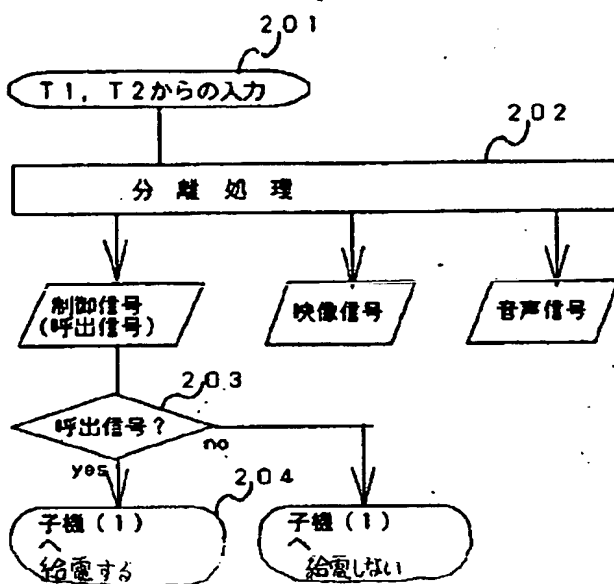 201
T1, T2からの入力
202
分離処理
制御信号
(呼出信号)
映像信号
音声信号
203
呼出信号?
no
yes
204
子機(1)
へ
給電する
子機(1)
へ
給電しない